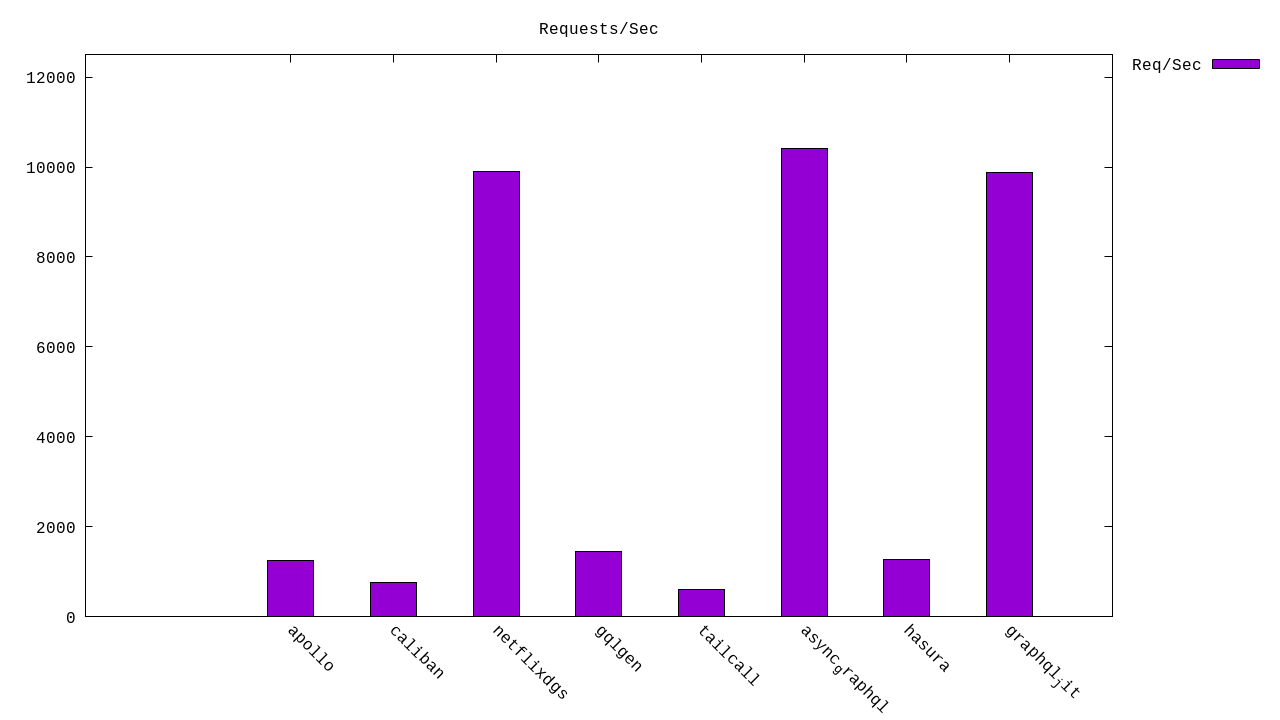 Requests/Sec
Req/Sec
12000
10000
8000
6000
4000
2000
0
apollo
caliban
netflixdgs
gqlgen
tailcall
async_graphql
hasura
graphql_jit